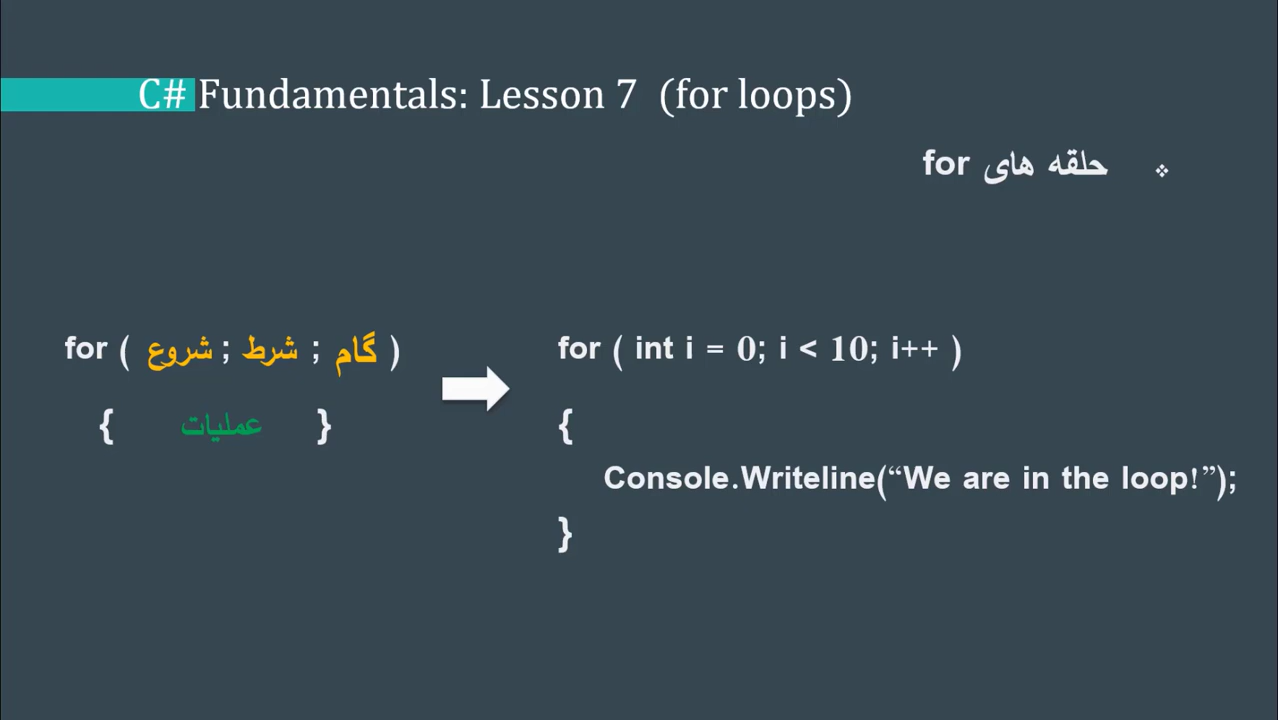 C# Fundamentals: Lesson 7 (for loops)
❖ حلقه های for
for ( شروع ; شرط ; گام )
{ عملیات }
for ( int i = 0; i < 10; i++ )
{
Console.Writeline(“We are in the loop!”);
}